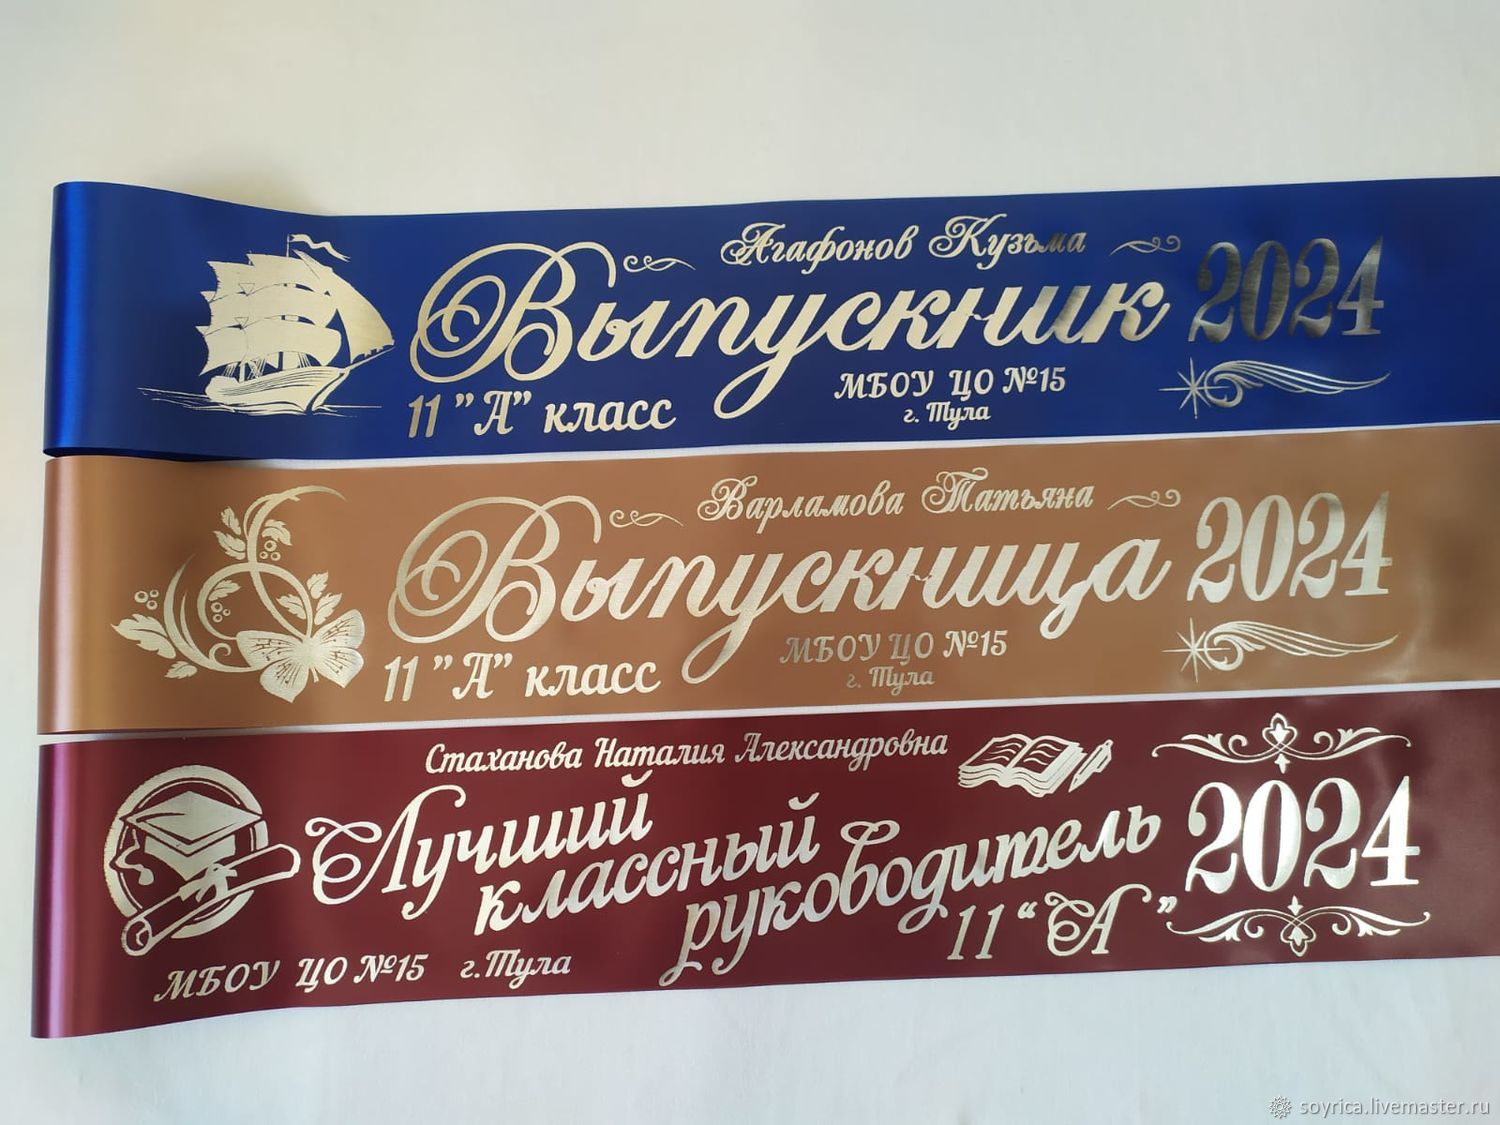 Агафонов Кузьма
Выпускник 2024
11 "А" класс
МБОУ ЦО №15
г. Тула
Варламова Татьяна
Выпускница 2024
11 "А" класс
МБОУ ЦО №15
г. Тула
Стаханова Наталия Александровна
Лучший
классный
руководитель
2024
11 "А"
МБОУ ЦО №15 г. Тула
soyrica.livemaster.ru